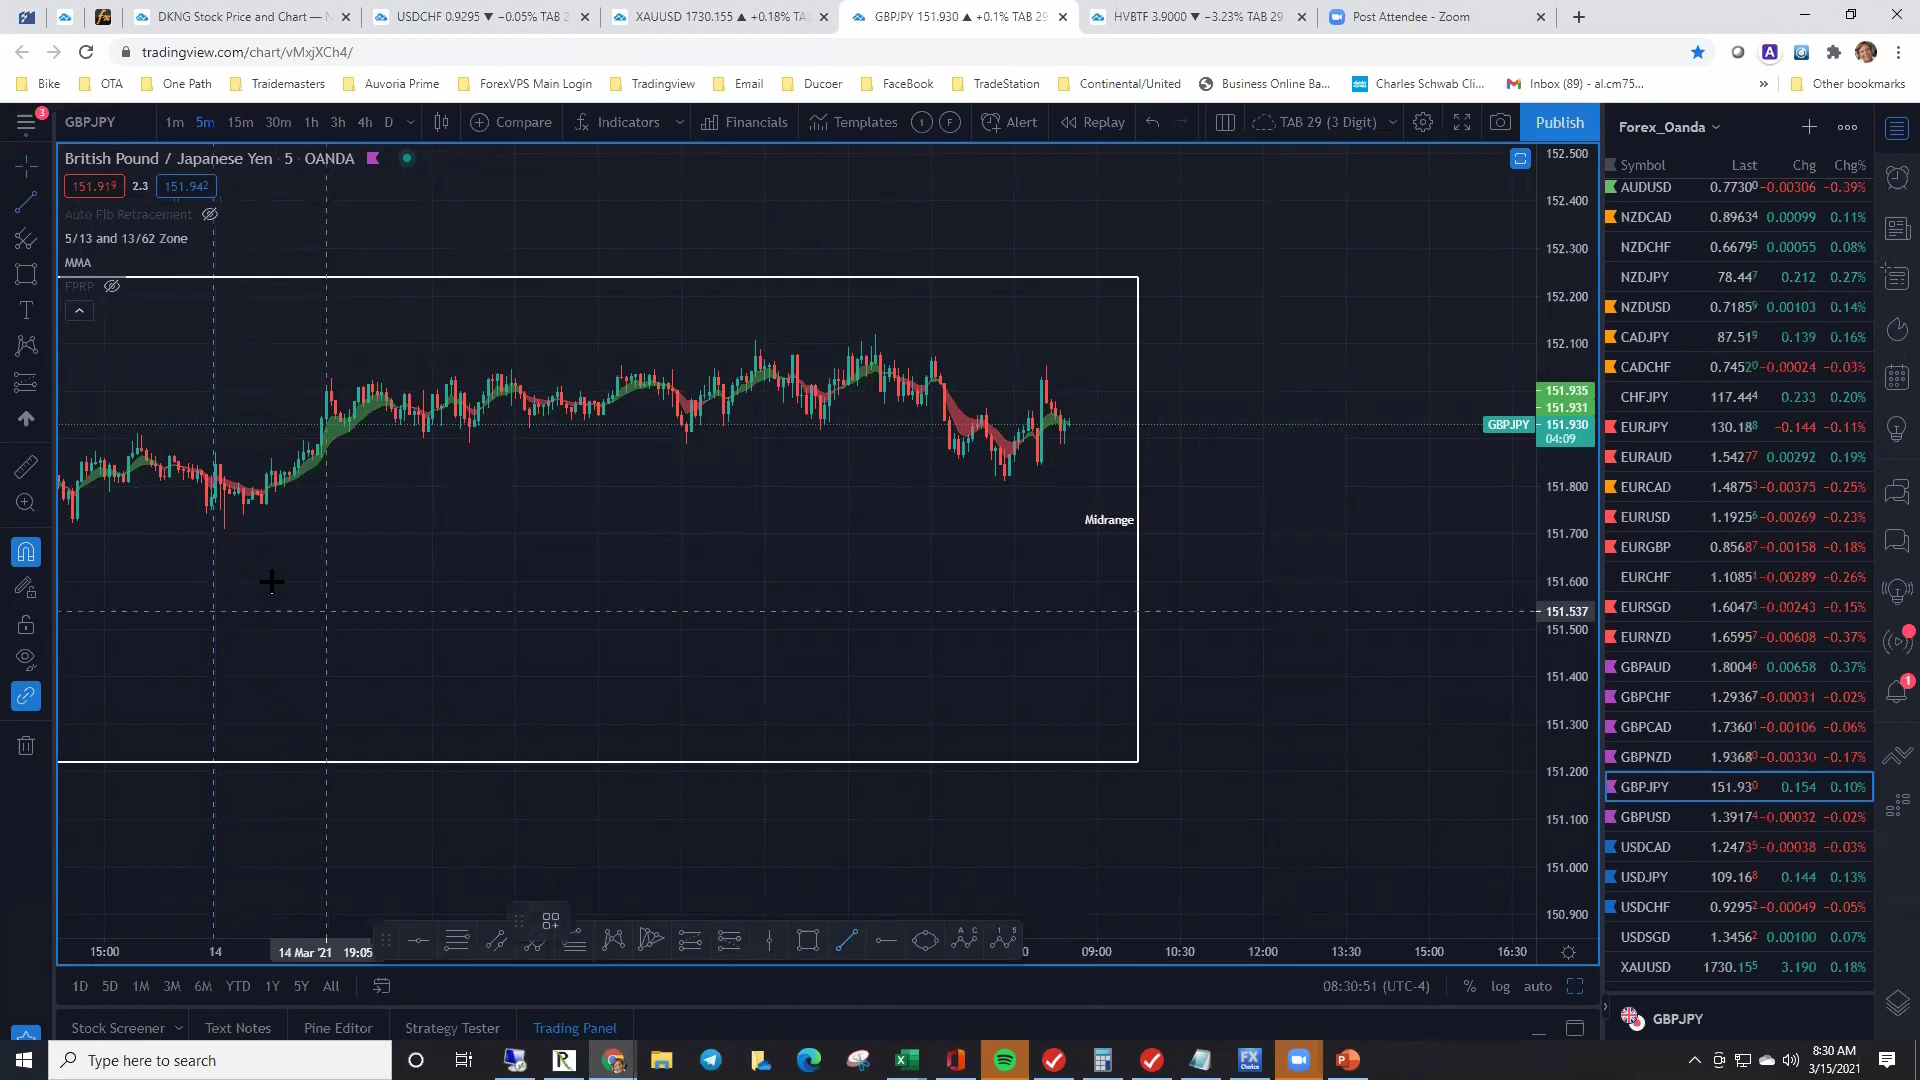 DKNG Stock Price and Chart — N
USDCHF 0.9295 ▼ −0.05% TAB 2
XAUUSD 1730.155 ▲ +0.18% TA
GBPJPY 151.930 ▲ +0.1% TAB 29
HVBTF 3.9000 ▼ −3.23% TAB 29
Post Attendee - Zoom
tradingview.com/chart/vMxjXCh4/
Bike OTA One Path Traidemasters Auvoria Prime ForexVPS Main Login Tradingview Email Ducoer FaceBook TradeStation Continental/United Business Online Ba... Charles Schwab Cli... Inbox (89) - al.cm75... » Other bookmarks
3
GBPJPY 1m 5m 15m 30m 1h 3h 4h D Compare Indicators Financials Templates Alert Replay TAB 29 (3 Digit) Publish
British Pound / Japanese Yen · 5 · OANDA
151.919 2.3 151.942
Auto Fib Retracement
5/13 and 13/62 Zone
MMA
FPRP
Midrange
152.500
152.400
152.300
152.200
152.100
151.935
151.931
GBPJPY 151.930
04:09
151.800
151.700
151.600
151.537
151.500
151.400
151.300
151.200
151.100
151.000
150.900
15:00 14 14 Mar '21 19:05 0 09:00 10:30 12:00 13:30 15:00 16:30
1D 5D 1M 3M 6M YTD 1Y 5Y All 08:30:51 (UTC-4) % log auto
Stock Screener Text Notes Pine Editor Strategy Tester Trading Panel
Forex_Oanda
Symbol Last Chg Chg%
AUDUSD 0.77300 −0.00306 −0.39%
NZDCAD 0.89634 0.00099 0.11%
NZDCHF 0.66795 0.00055 0.08%
NZDJPY 78.447 0.212 0.27%
NZDUSD 0.71859 0.00103 0.14%
CADJPY 87.519 0.139 0.16%
CADCHF 0.74520 −0.00024 −0.03%
CHFJPY 117.444 0.233 0.20%
EURJPY 130.188 −0.144 −0.11%
EURAUD 1.54277 0.00292 0.19%
EURCAD 1.48753 −0.00375 −0.25%
EURUSD 1.19256 −0.00269 −0.23%
EURGBP 0.85687 −0.00158 −0.18%
EURCHF 1.10851 −0.00289 −0.26%
EURSGD 1.60473 −0.00243 −0.15%
EURNZD 1.65957 −0.00608 −0.37%
GBPAUD 1.80046 0.00658 0.37%
GBPCHF 1.29367 −0.00031 −0.02%
GBPCAD 1.73601 −0.00106 −0.06%
GBPNZD 1.93680 −0.00330 −0.17%
GBPJPY 151.930 0.154 0.10%
GBPUSD 1.39174 −0.00032 −0.02%
USDCAD 1.24735 −0.00038 −0.03%
USDJPY 109.168 0.144 0.13%
USDCHF 0.92952 −0.00049 −0.05%
USDSGD 1.34562 0.00100 0.07%
XAUUSD 1730.155 3.190 0.18%
GBPJPY
1
Type here to search
8:30 AM
3/15/2021